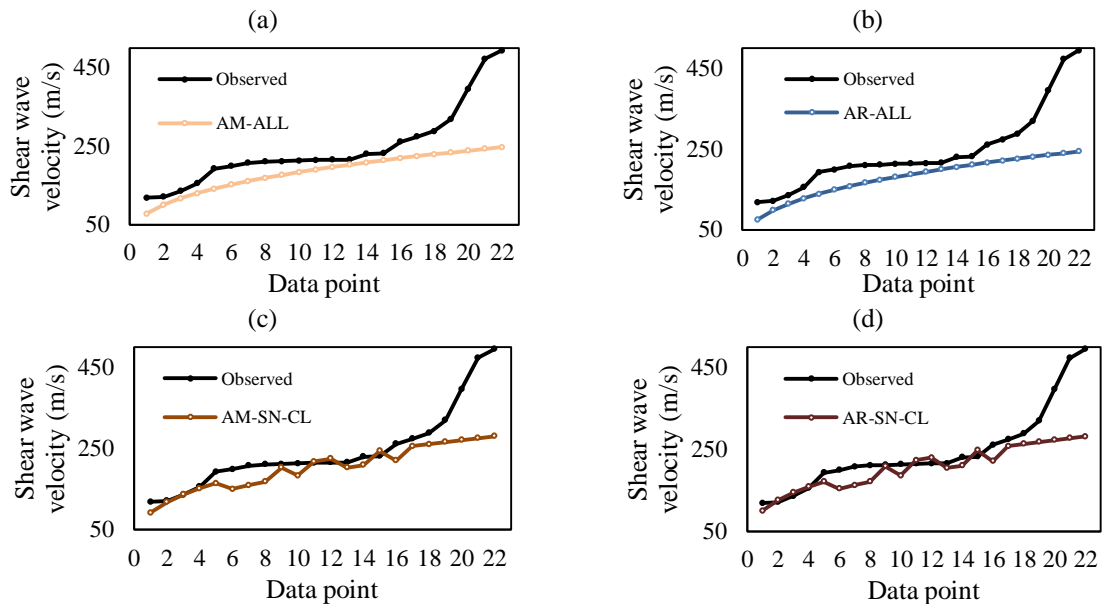 (a)
Shear wave
velocity (m/s)
450
250
50
Observed
AM-ALL
0 2 4 6 8 10 12 14 16 18 20 22
Data point
(b)
Shear wave
velocity (m/s)
450
250
50
Observed
AR-ALL
0 2 4 6 8 10 12 14 16 18 20 22
Data point
(c)
Shear wave
velocity (m/s)
450
250
50
Observed
AM-SN-CL
0 2 4 6 8 10 12 14 16 18 20 22
Data point
(d)
Shear wave
velocity (m/s)
450
250
50
Observed
AR-SN-CL
0 2 4 6 8 10 12 14 16 18 20 22
Data point